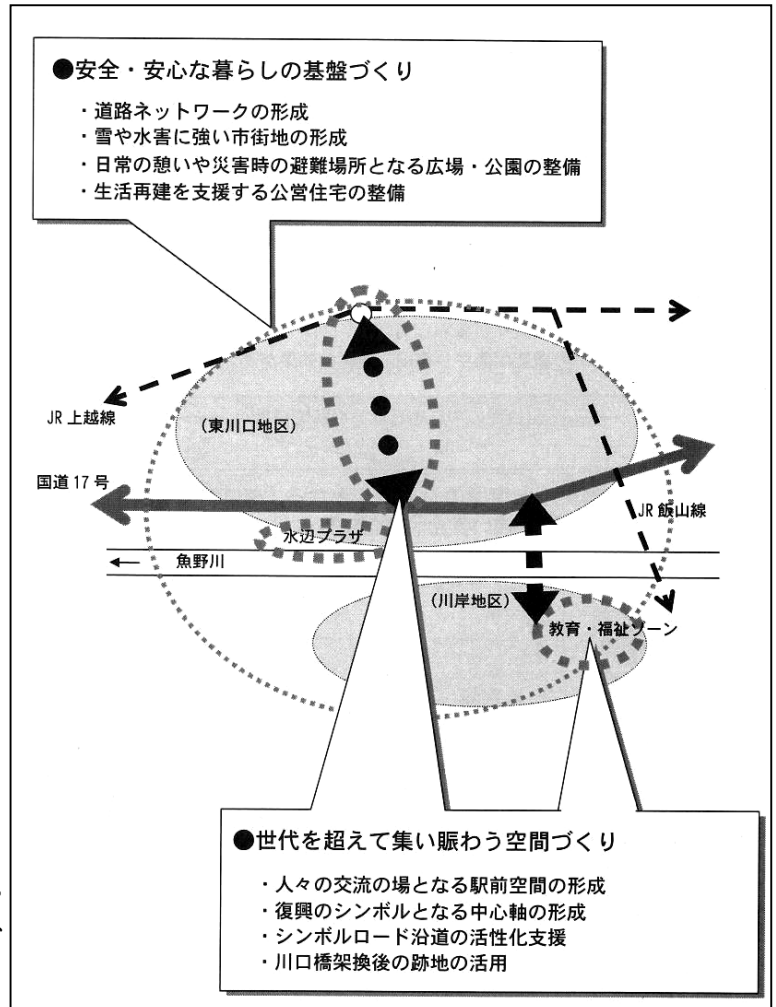 ●安全・安心な暮らしの基盤づくり
・道路ネットワークの形成
・雪や水害に強い市街地の形成
・日常の憩いや災害時の避難場所となる広場・公園の整備
・生活再建を支援する公営住宅の整備
JR上越線
（東川口地区）
国道17号
JR飯山線
水辺プラザ
←魚野川
（川岸地区）
教育・福祉ゾーン
●世代を超えて集い賑わう空間づくり
・人々の交流の場となる駅前空間の形成
・復興のシンボルとなる中心軸の形成
・シンボルロード沿道の活性化支援
・川口橋架換後の跡地の活用